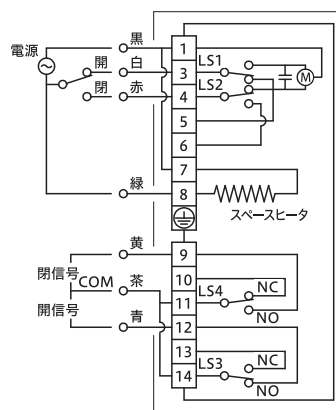 電源
黒
開
白
閉
赤
緑
黄
閉信号
COM
茶
開信号
青
1
3
4
5
6
7
8
9
10
11
12
13
14
LS1
LS2
M
スペースヒータ
NC
LS4
NO
NC
LS3
NO